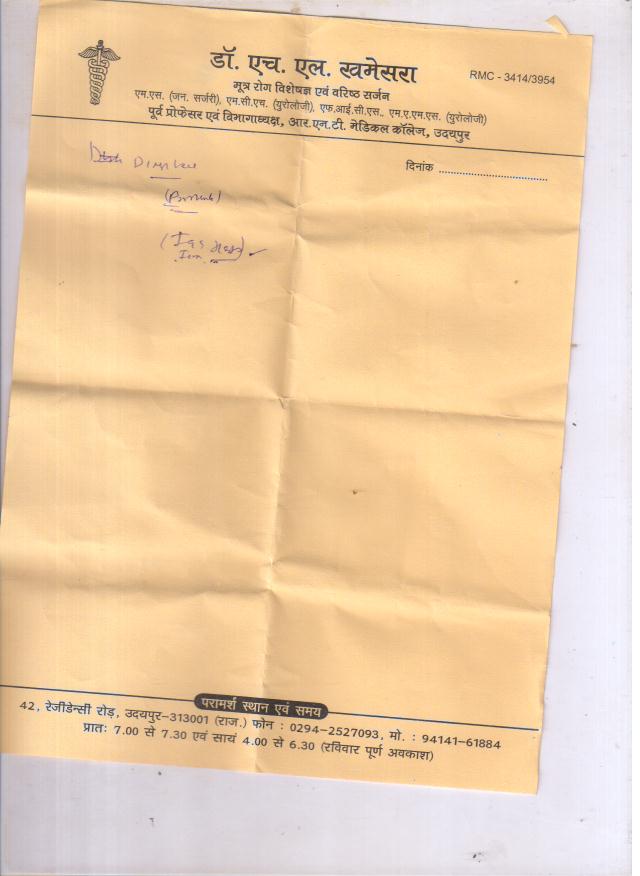 डॉ. एच. एल. खमेसरा
RMC - 3414/3954
मूत्र रोग विशेषज्ञ एवं वरिष्ठ सर्जन
एम.एस. (जन. सर्जरी), एम.सी.एच. (युरोलोजी), एफ.आई.सी.एस., म.ए.एम.एस. (युरोलोजी)
पूर्व प्रोफेसर एवं विभागाध्यक्ष, आर.एन.टी. मेडिकल कॉलेज, उदयपुर
दिनांक ....................................
परामर्श स्थान एवं समय
42, रेजीडेन्सी रोड़, उदयपुर-313001 (राज.) फोन : 0294-2527093, मो. : 94141-61884
प्रातः 7.00 से 7.30 एवं सायं 4.00 से 6.30 (रविवार पूर्ण अवकाश)